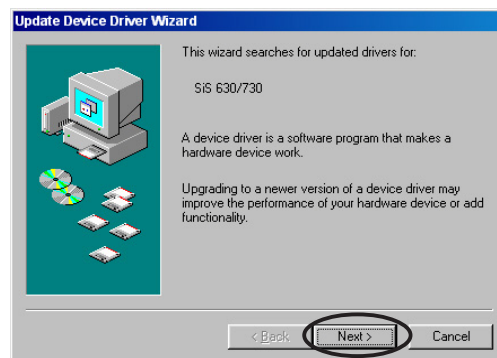 Update Device Driver Wizard
This wizard searches for updated drivers for:
SiS 630/730
A device driver is a software program that makes a
hardware device work.
Upgrading to a newer version of a device driver may
improve the performance of your hardware device or add
functionality.
< Back
Next >
Cancel